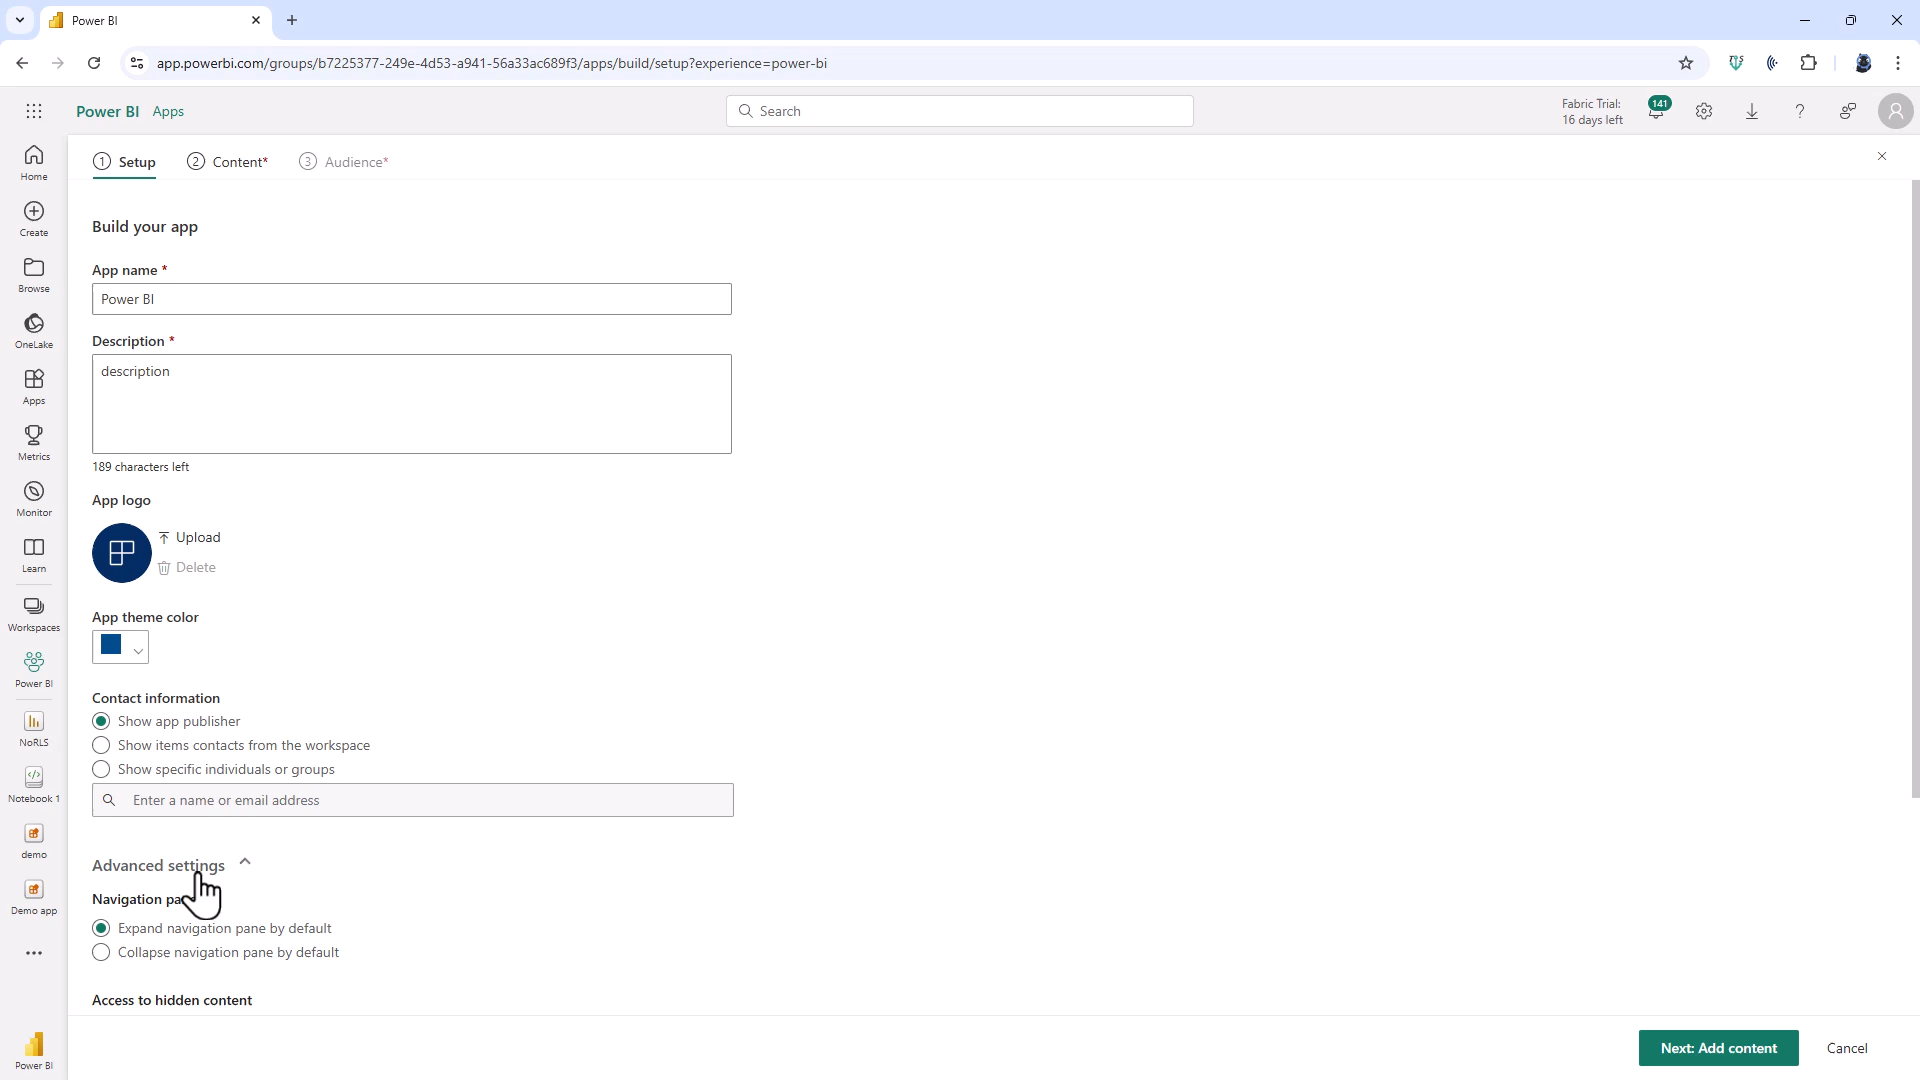 Power BI
app.powerbi.com/groups/b7225377-249e-4d53-a941-56a33ac689f3/apps/build/setup?experience=power-bi
Power BI Apps
Search
Fabric Trial:
16 days left
141
Home
Create
Browse
OneLake
Apps
Metrics
Monitor
Learn
Workspaces
Power BI
NoRLS
Notebook 1
demo
Demo app
Power BI
1 Setup 2 Content* 3 Audience*
Build your app
App name *
Power BI
Description *
description
189 characters left
App logo
Upload
Delete
App theme color
Contact information
Show app publisher
Show items contacts from the workspace
Show specific individuals or groups
Enter a name or email address
Advanced settings
Navigation pa
Expand navigation pane by default
Collapse navigation pane by default
Access to hidden content
Next: Add content Cancel